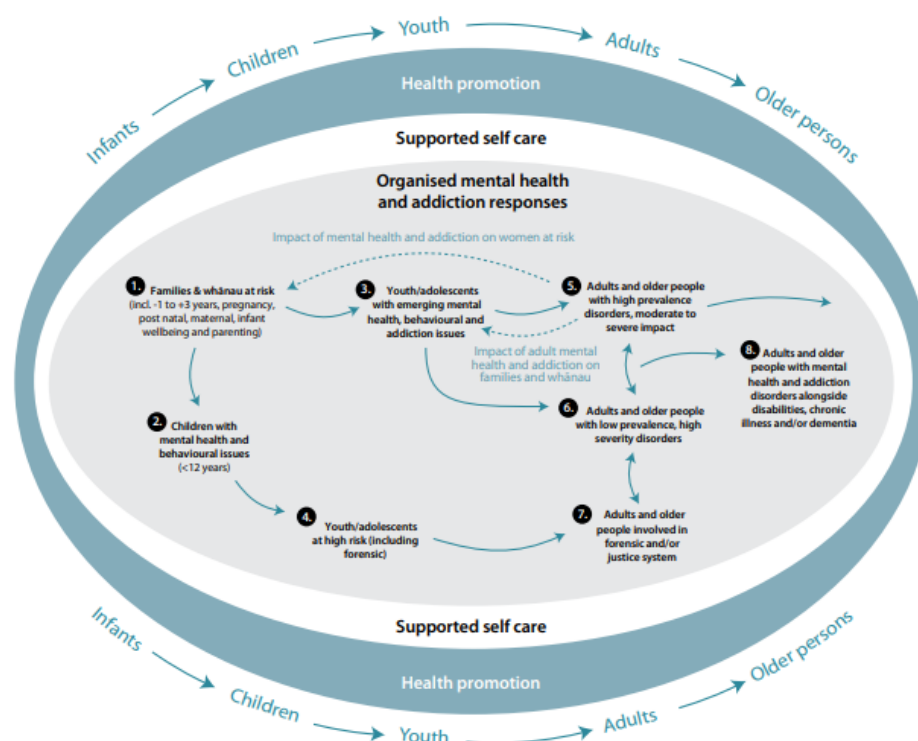 Infants
Children
Youth
Adults
Older persons
Health promotion
Supported self care
Organised mental health
and addiction responses
Impact of mental health and addiction on women at risk
1. Families & whānau at risk
(incl. -1 to +3 years, pregnancy,
post natal, maternal, infant
wellbeing and parenting)
3. Youth/adolescents
with emerging mental
health, behavioural and
addiction issues
5. Adults and older people
with high prevalence
disorders, moderate to
severe impact
Impact of adult mental
health and addiction on
families and whānau
8. Adults and older
people with mental
health and addiction
disorders alongside
disabilities, chronic
illness and/or dementia
2. Children with
mental health and
behavioural issues
(<12 years)
6. Adults and older people
with low prevalence, high
severity disorders
4. Youth/adolescents
at high risk (including
forensic)
7. Adults and older
people involved in
forensic and/or
justice system
Supported self care
Health promotion
Infants
Children
Youth
Adults
Older persons